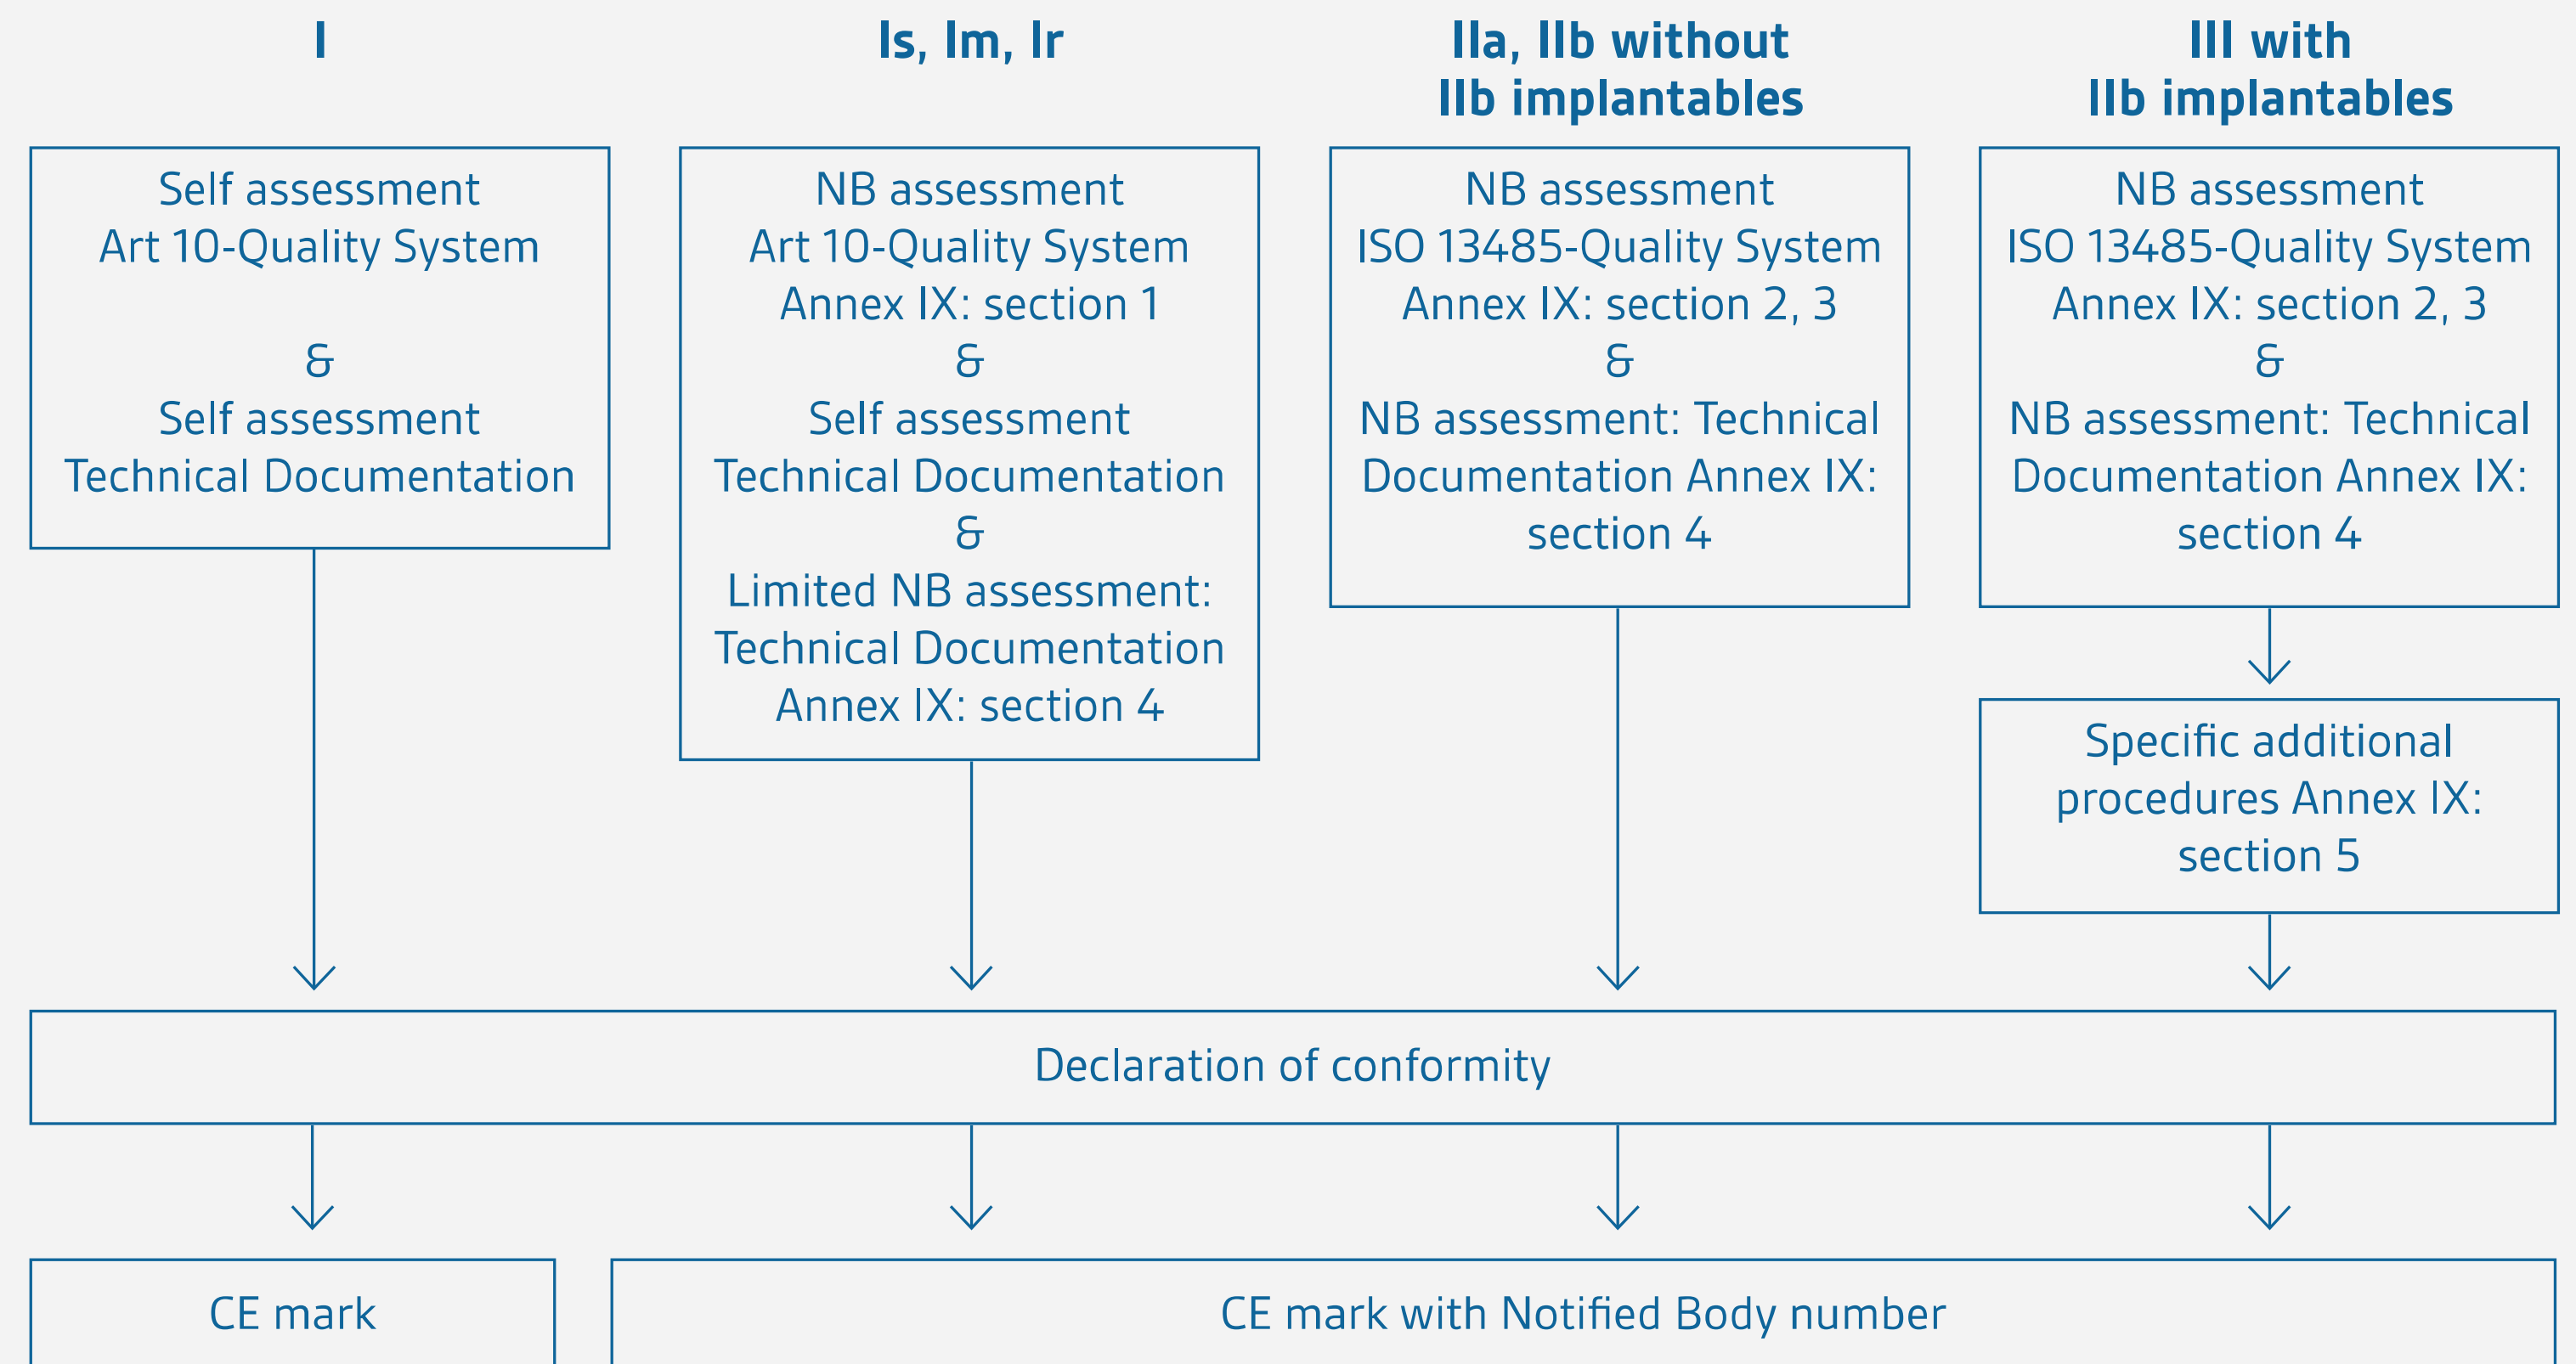 I
Self assessment
Art 10-Quality System
&
Self assessment
Technical Documentation
Is, Im, Ir
NB assessment
Art 10-Quality System
Annex IX: section 1
&
Self assessment
Technical Documentation
&
Limited NB assessment:
Technical Documentation
Annex IX: section 4
IIa, IIb without
IIb implantables
NB assessment
ISO 13485-Quality System
Annex IX: section 2, 3
&
NB assessment: Technical
Documentation Annex IX:
section 4
III with
IIb implantables
NB assessment
ISO 13485-Quality System
Annex IX: section 2, 3
&
NB assessment: Technical
Documentation Annex IX:
section 4
Specific additional
procedures Annex IX:
section 5
Declaration of conformity
CE mark
CE mark with Notified Body number